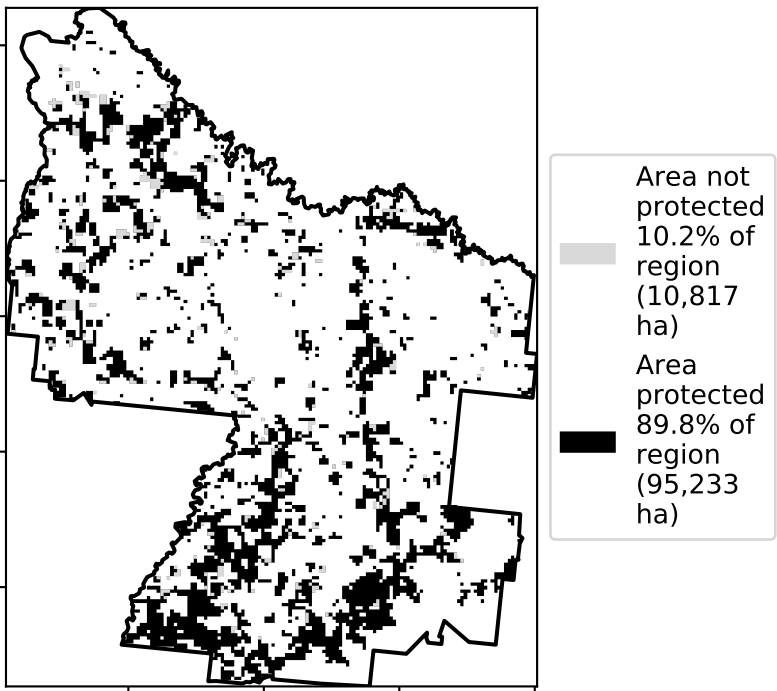 Area not
protected
10.2% of
region
(10,817
ha)
Area
protected
89.8% of
region
(95,233
ha)